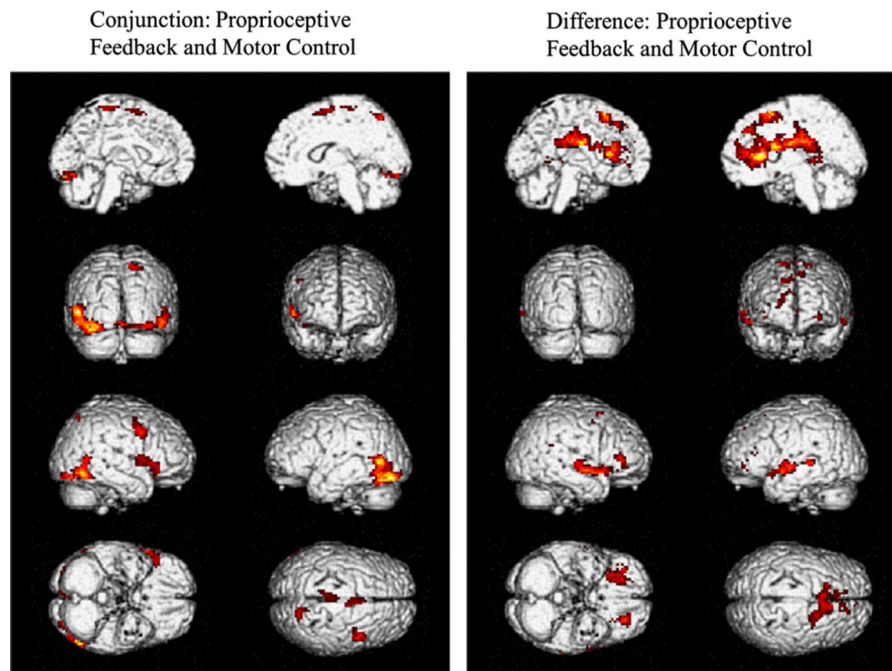 Conjunction: Proprioceptive
Feedback and Motor Control
Difference: Proprioceptive
Feedback and Motor Control